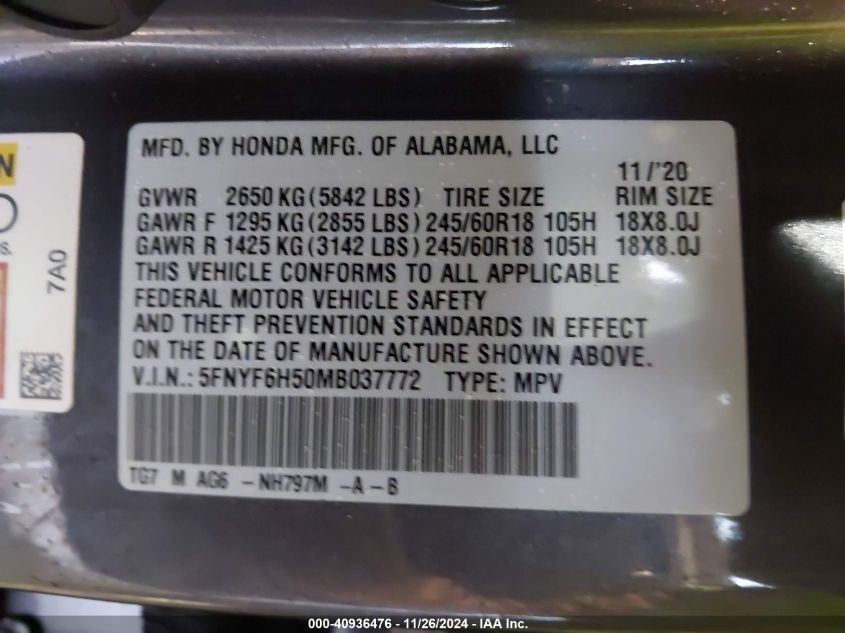 MFD. BY HONDA MFG. OF ALABAMA, LLC
11/'20
GVWR 2650 KG (5842 LBS) TIRE SIZE RIM SIZE
GAWR F 1295 KG (2855 LBS) 245/60R18 105H 18X8.0J
GAWR R 1425 KG (3142 LBS) 245/60R18 105H 18X8.0J
THIS VEHICLE CONFORMS TO ALL APPLICABLE
FEDERAL MOTOR VEHICLE SAFETY
AND THEFT PREVENTION STANDARDS IN EFFECT
ON THE DATE OF MANUFACTURE SHOWN ABOVE.
V.I.N.: 5FNYF6H50MB037772 TYPE: MPV
TG7 M AG6 -NH797M -A-B
7A0
000-40936476 — 11/26/2024 — IAA Inc.